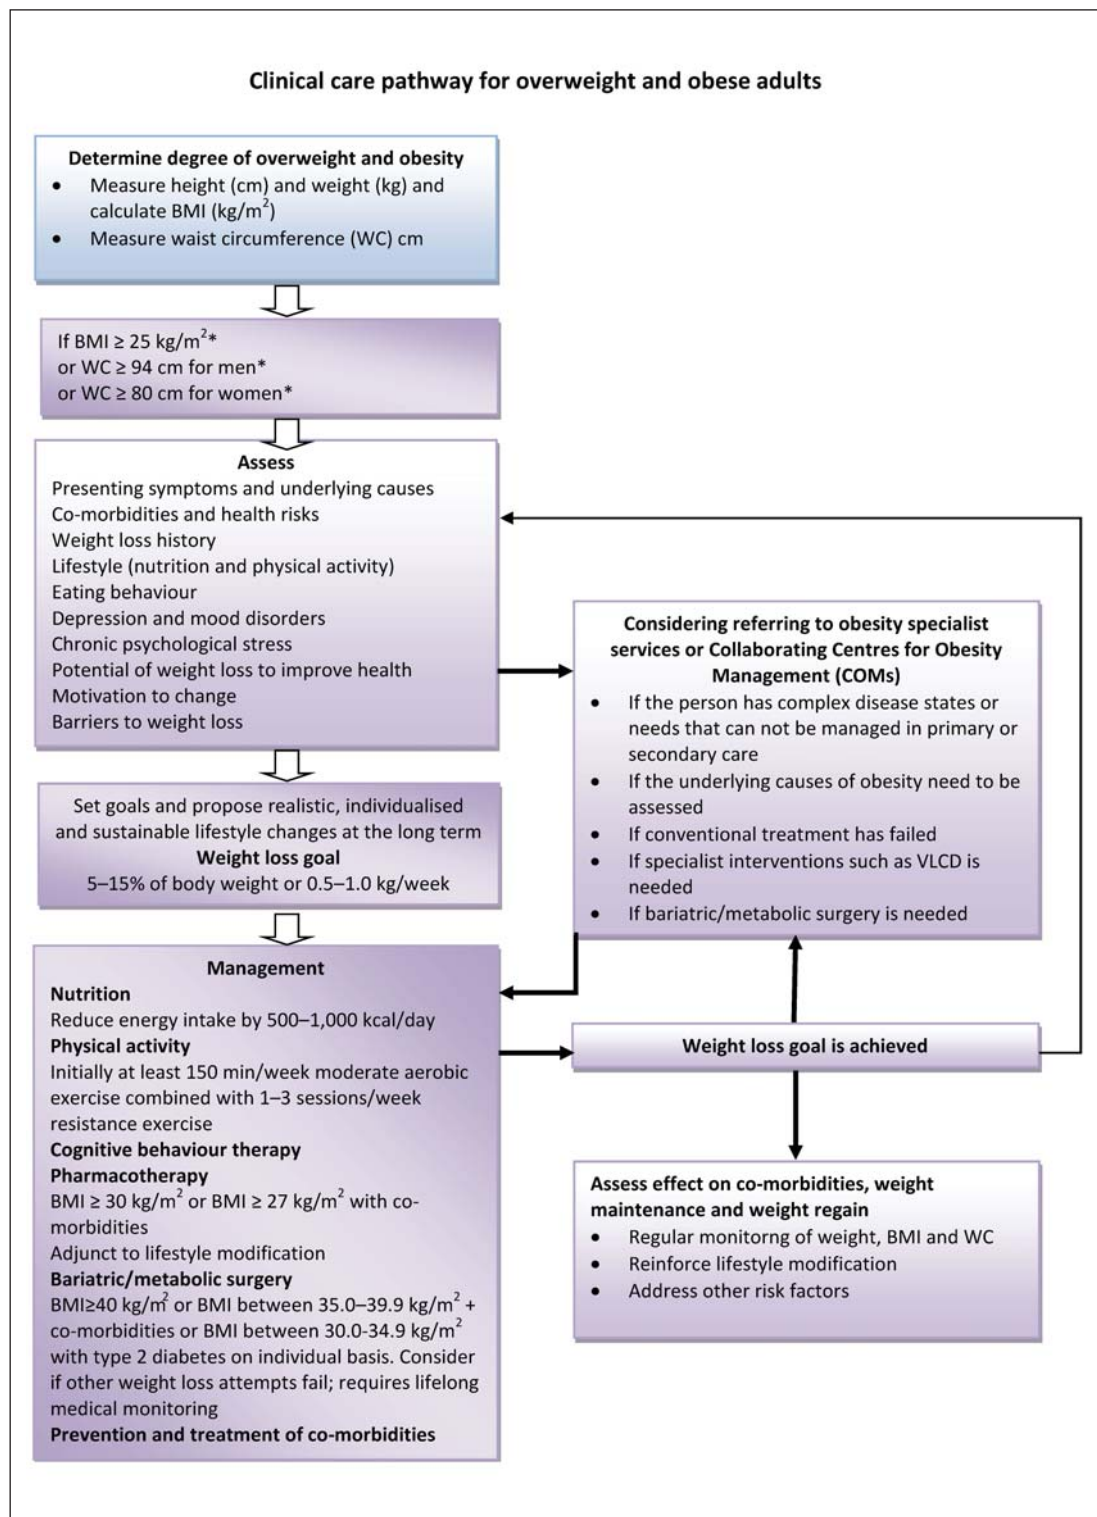 Clinical care pathway for overweight and obese adults
Determine degree of overweight and obesity
• Measure height (cm) and weight (kg) and
calculate BMI (kg/m²)
• Measure waist circumference (WC) cm
If BMI ≥ 25 kg/m²*
or WC ≥ 94 cm for men*
or WC ≥ 80 cm for women*
Assess
Presenting symptoms and underlying causes
Co-morbidities and health risks
Weight loss history
Lifestyle (nutrition and physical activity)
Eating behaviour
Depression and mood disorders
Chronic psychological stress
Potential of weight loss to improve health
Motivation to change
Barriers to weight loss
Considering referring to obesity specialist
services or Collaborating Centres for Obesity
Management (COMs)
• If the person has complex disease states or
needs that can not be managed in primary or
secondary care
• If the underlying causes of obesity need to be
assessed
• If conventional treatment has failed
• If specialist interventions such as VLCD is
needed
• If bariatric/metabolic surgery is needed
Set goals and propose realistic, individualised
and sustainable lifestyle changes at the long term
Weight loss goal
5–15% of body weight or 0.5–1.0 kg/week
Management
Nutrition
Reduce energy intake by 500–1,000 kcal/day
Physical activity
Initially at least 150 min/week moderate aerobic
exercise combined with 1–3 sessions/week
resistance exercise
Cognitive behaviour therapy
Pharmacotherapy
BMI ≥ 30 kg/m² or BMI ≥ 27 kg/m² with co-
morbidities
Adjunct to lifestyle modification
Bariatric/metabolic surgery
BMI≥40 kg/m² or BMI between 35.0–39.9 kg/m² +
co-morbidities or BMI between 30.0-34.9 kg/m²
with type 2 diabetes on individual basis. Consider
if other weight loss attempts fail; requires lifelong
medical monitoring
Prevention and treatment of co-morbidities
Weight loss goal is achieved
Assess effect on co-morbidities, weight
maintenance and weight regain
• Regular monitorng of weight, BMI and WC
• Reinforce lifestyle modification
• Address other risk factors